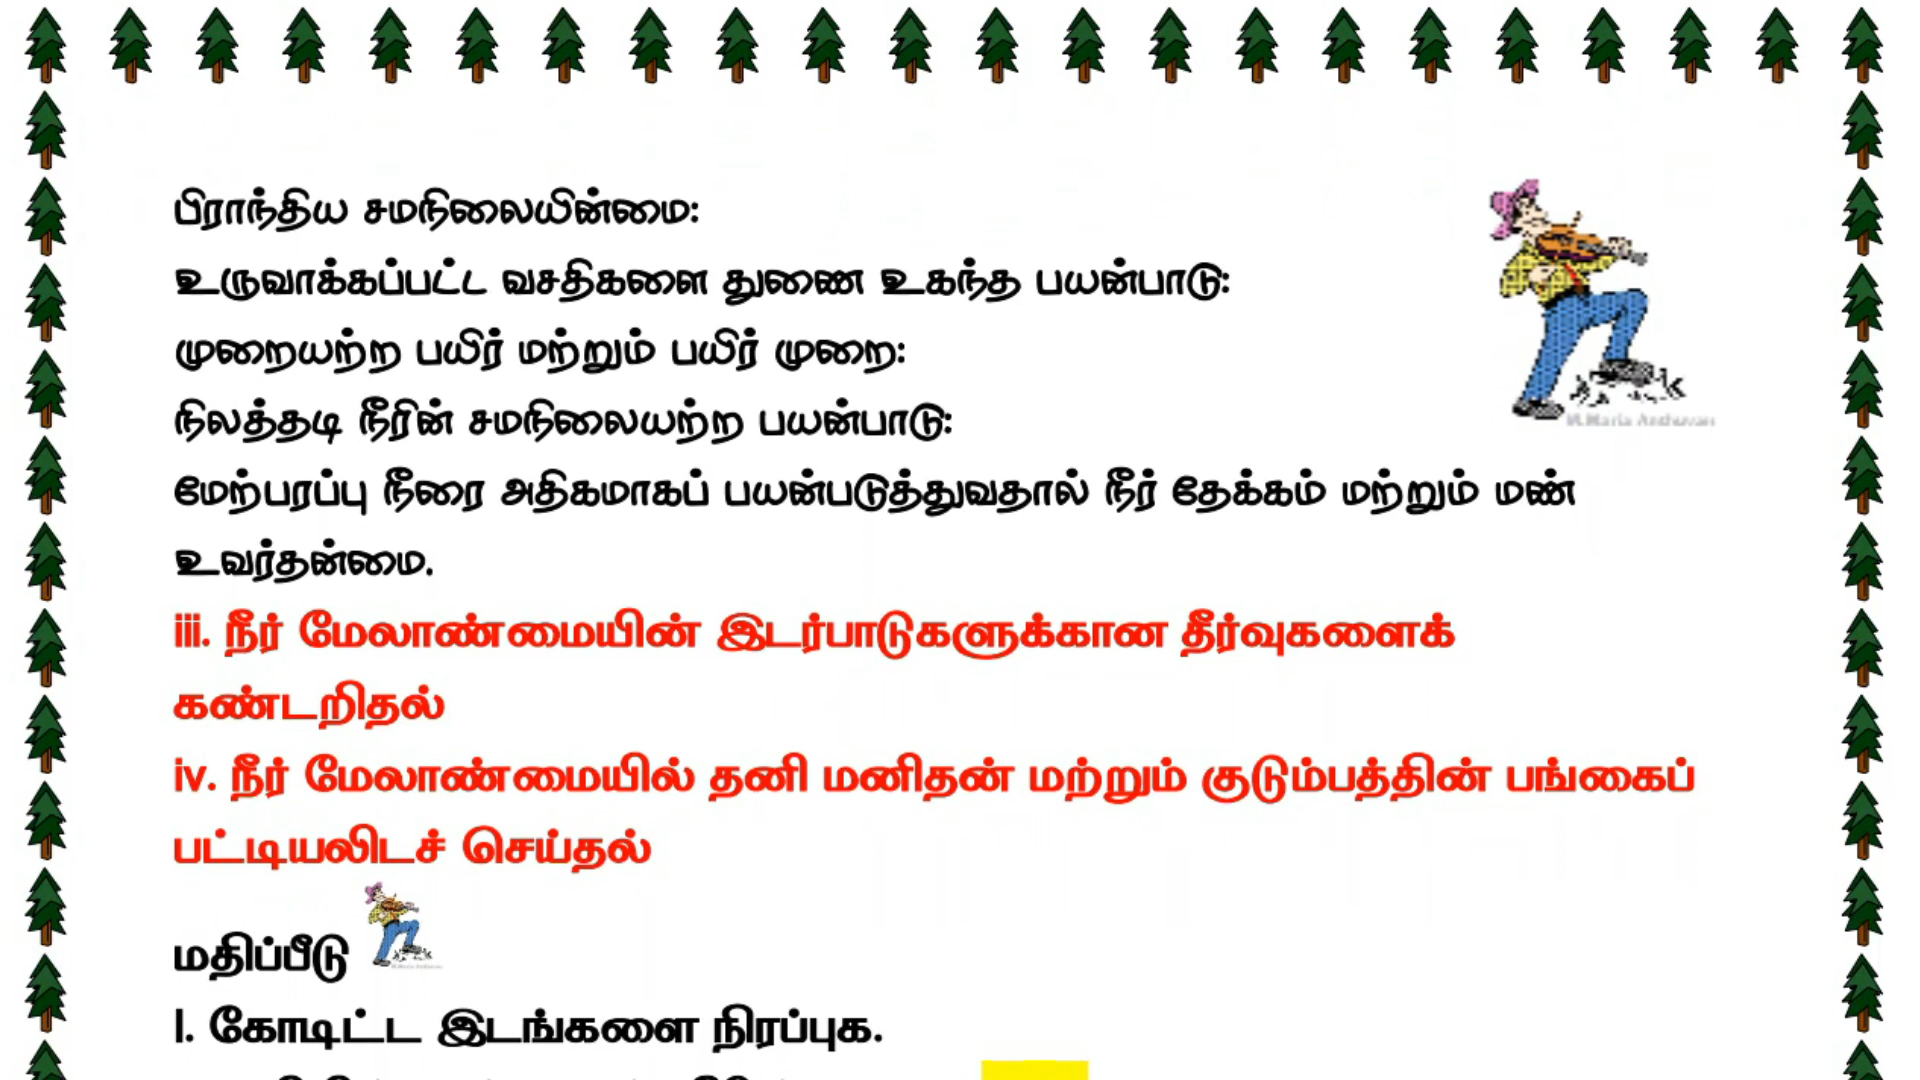 பிராந்திய சமநிலையின்மை:
உருவாக்கப்பட்ட வசதிகளை துணை உகந்த பயன்பாடு:
முறையற்ற பயிர் மற்றும் பயிர் முறை:
நிலத்தடி நீரின் சமநிலையற்ற பயன்பாடு:
மேற்பரப்பு நீரை அதிகமாகப் பயன்படுத்துவதால் நீர் தேக்கம் மற்றும் மண்
உவர்தன்மை.
iii. நீர் மேலாண்மையின் இடர்பாடுகளுக்கான தீர்வுகளைக்
கண்டறிதல்
iv. நீர் மேலாண்மையில் தனி மனிதன் மற்றும் குடும்பத்தின் பங்கைப்
பட்டியலிடச் செய்தல்
மதிப்பீடு
I. கோடிட்ட இடங்களை நிரப்புக.